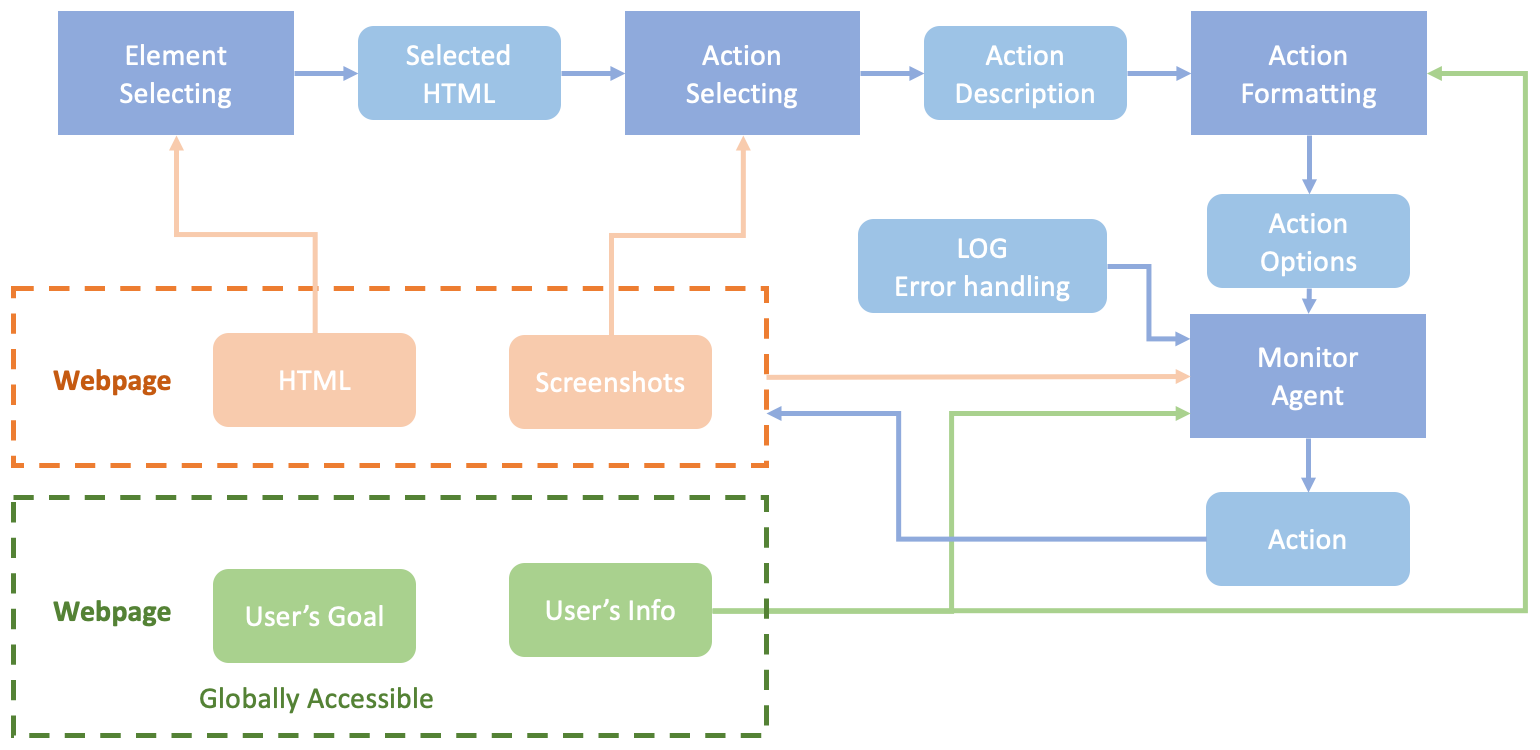 Element
Selecting
Selected
HTML
Action
Selecting
Action
Description
Action
Formatting
Action
Options
LOG
Error handling
Monitor
Agent
Webpage
HTML
Screenshots
Action
Webpage
User's Goal
User's Info
Globally Accessible